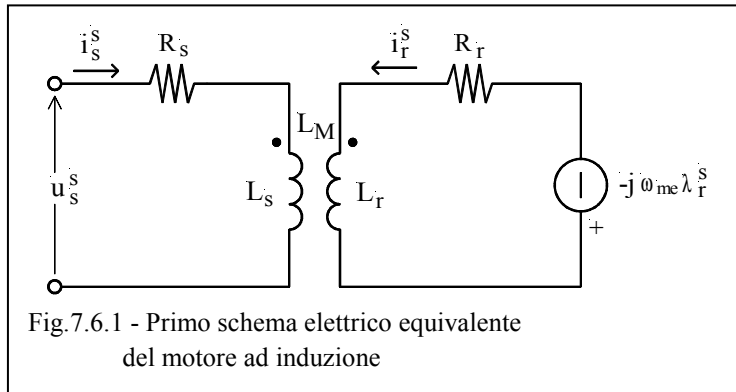 i_s^s
R_s
i_r^s
R_r
L_M
u_s^s
L_s
L_r
-j ω_me λ_r^s
+
Fig.7.6.1 - Primo schema elettrico equivalente
del motore ad induzione